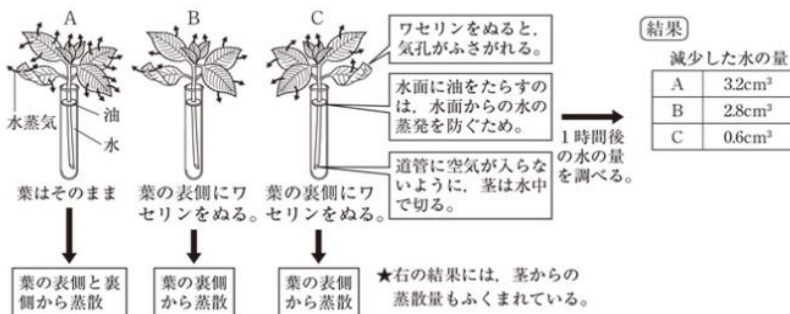 A
B
C
水蒸気
油
水
葉はそのまま
葉の表側にワ
セリンをぬる。
葉の裏側にワ
セリンをぬる。
葉の表側と裏
側から蒸散
葉の裏側
から蒸散
葉の表側
から蒸散
ワセリンをぬると,
気孔がふさがれる。
水面に油をたらすの
は, 水面からの水の
蒸発を防ぐため。
道管に空気が入らな
いように, 茎は水中
で切る。
1時間後
の水の量
を調べる。
★右の結果には, 茎からの
蒸散量もふくまれている。
結果
減少した水の量
A 3.2cm³
B 2.8cm³
C 0.6cm³